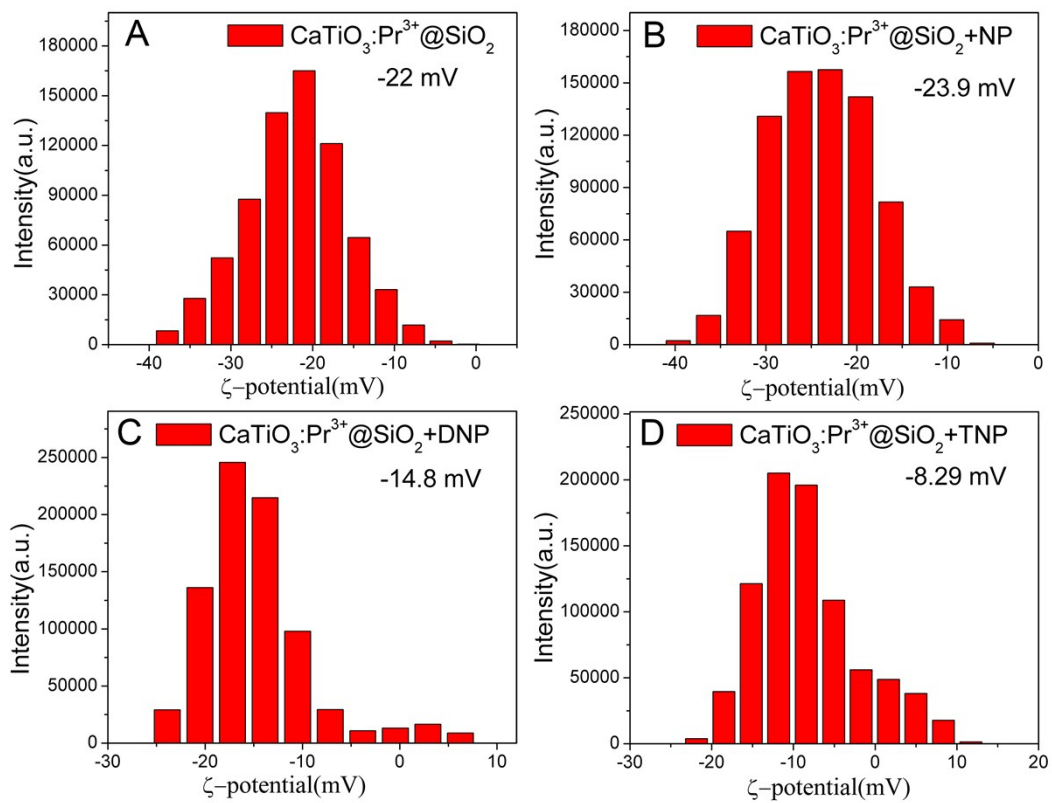 A
CaTiO₃:Pr³⁺@SiO₂
-22 mV
Intensity(a.u.)
180000
150000
120000
90000
60000
30000
0
-40
-30
-20
-10
0
ζ−potential(mV)
B
CaTiO₃:Pr³⁺@SiO₂+NP
-23.9 mV
Intensity(a.u.)
180000
150000
120000
90000
60000
30000
0
-40
-30
-20
-10
0
ζ−potential(mV)
C
CaTiO₃:Pr³⁺@SiO₂+DNP
-14.8 mV
Intensity(a.u.)
250000
200000
150000
100000
50000
0
-30
-20
-10
0
10
ζ−potential(mV)
D
CaTiO₃:Pr³⁺@SiO₂+TNP
-8.29 mV
Intensity(a.u.)
250000
200000
150000
100000
50000
0
-30
-20
-10
0
10
20
ζ−potential(mV)